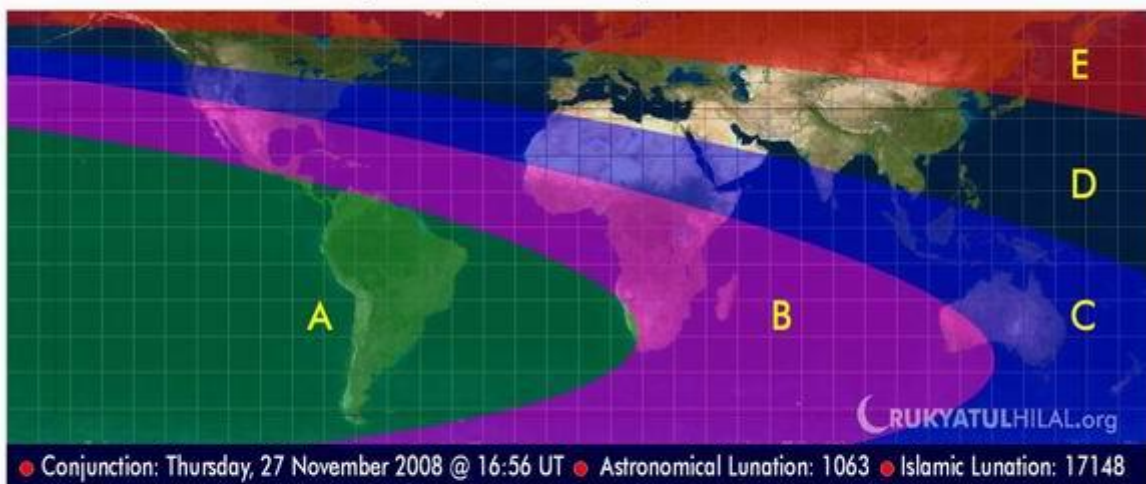 E
D
A
B
C
RUKYATULHILAL.org
Conjunction: Thursday, 27 November 2008 @ 16:56 UT Astronomical Lunation: 1063 Islamic Lunation: 17148